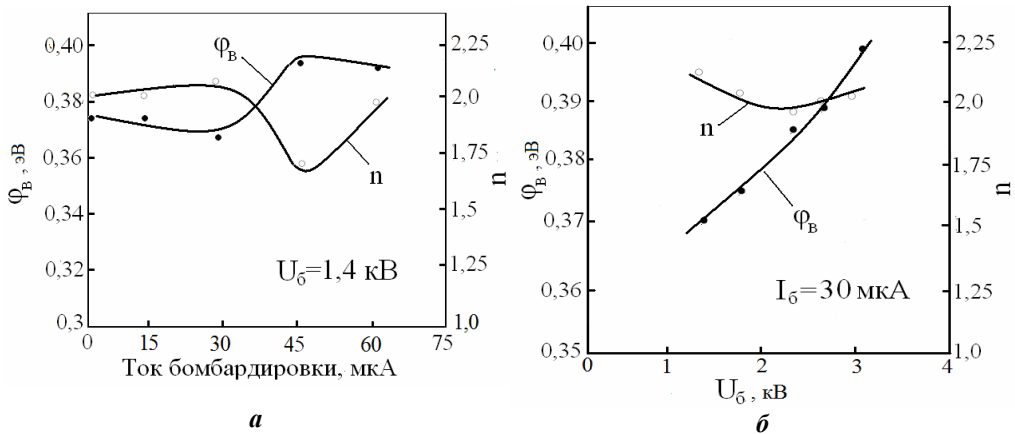 0,40
0,38
0,36
0,34
0,32
0,3
φв , эВ
2,25
2,0
1,75
1,5
1,25
1,0
n
φв
n
Uб=1,4 кВ
0 15 30 45 60 75
Ток бомбардировки, мкА
а
0,40
0,39
0,38
0,37
0,36
0,35
φв , эВ
2,25
2,0
1,75
1,5
1,25
1,0
n
n
φв
Iб=30 мкА
0 1 2 3 4
Uб , кВ
б